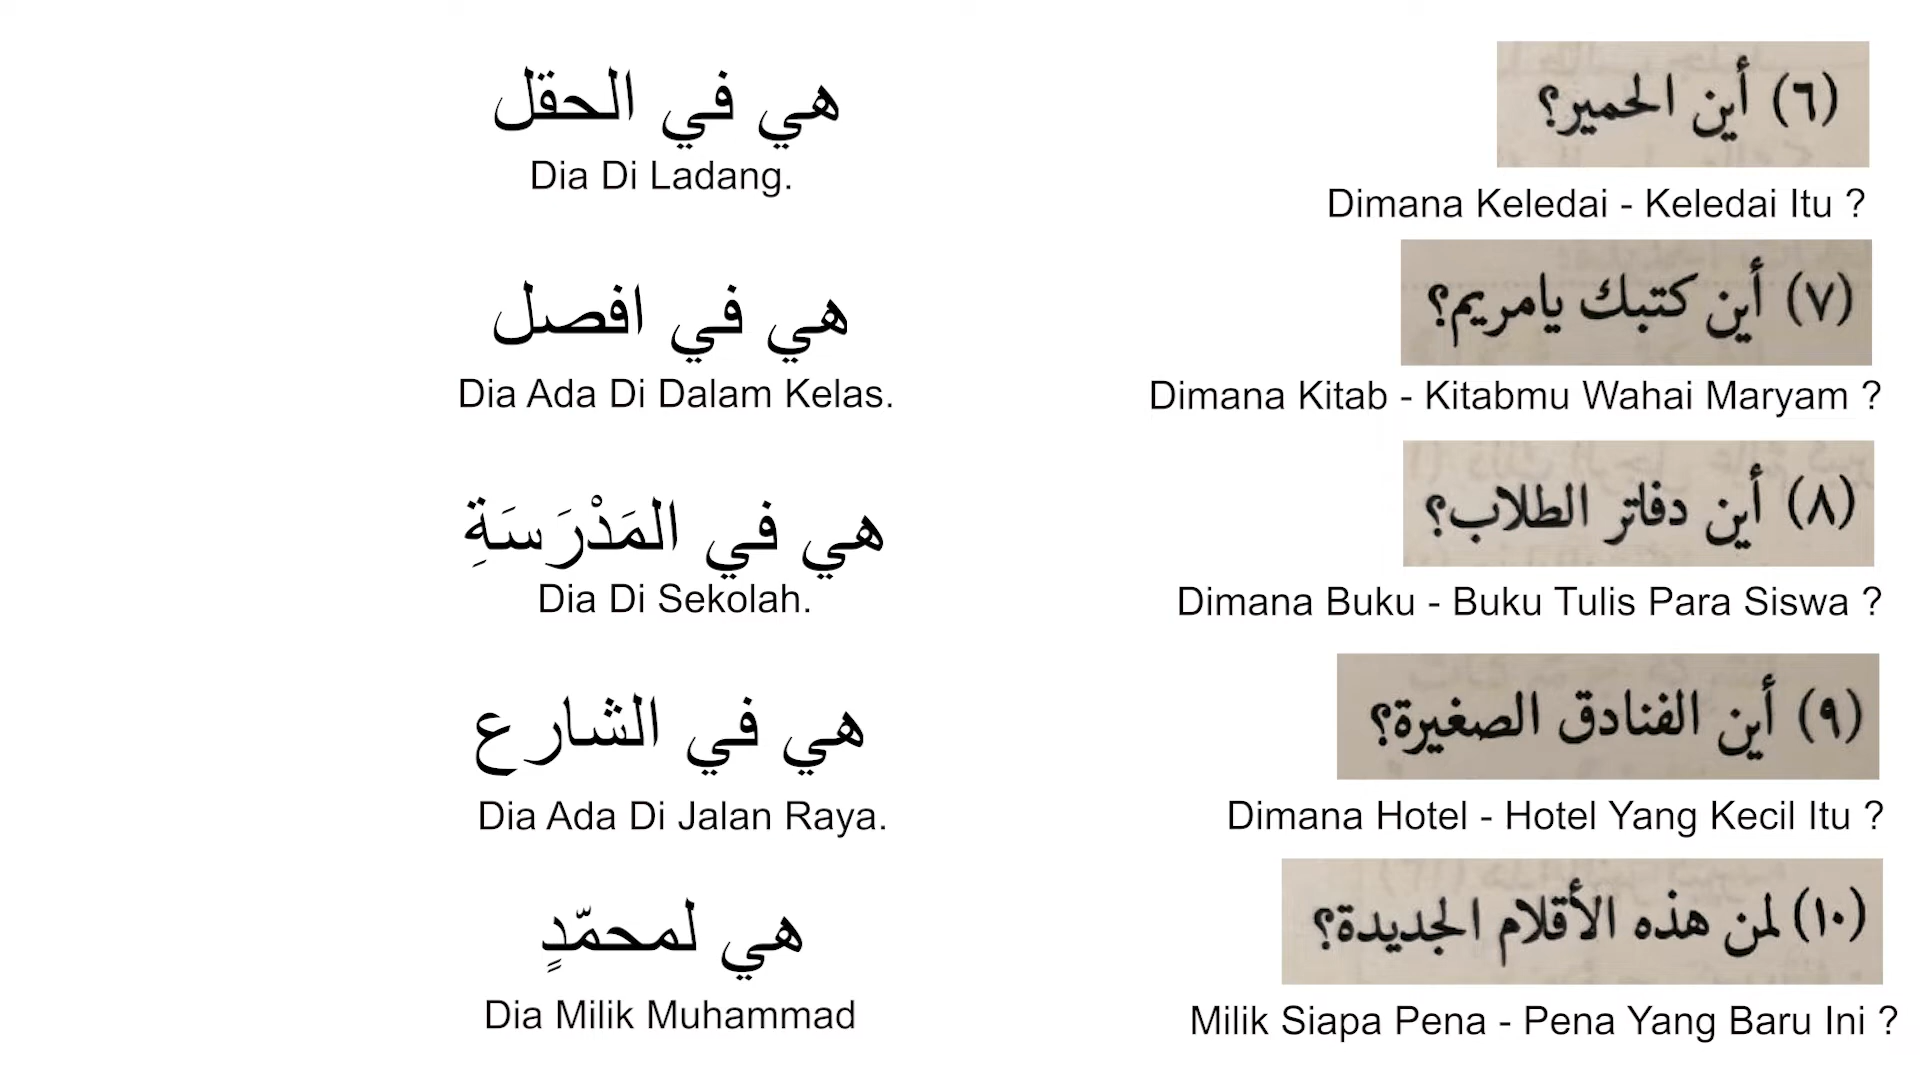 (٦) أين الحمير؟
Dimana Keledai - Keledai Itu ?
هي في الحقل
Dia Di Ladang.
(٧) أين كتبك يامريم؟
Dimana Kitab - Kitabmu Wahai Maryam ?
هي في افصل
Dia Ada Di Dalam Kelas.
(٨) أين دفاتر الطلاب؟
Dimana Buku - Buku Tulis Para Siswa ?
هي في المَدْرَسَةِ
Dia Di Sekolah.
(٩) أين الفنادق الصغيرة؟
Dimana Hotel - Hotel Yang Kecil Itu ?
هي في الشارع
Dia Ada Di Jalan Raya.
(١٠) لمن هذه الأقلام الجديدة؟
Milik Siapa Pena - Pena Yang Baru Ini ?
هي لمحمّدٍ
Dia Milik Muhammad